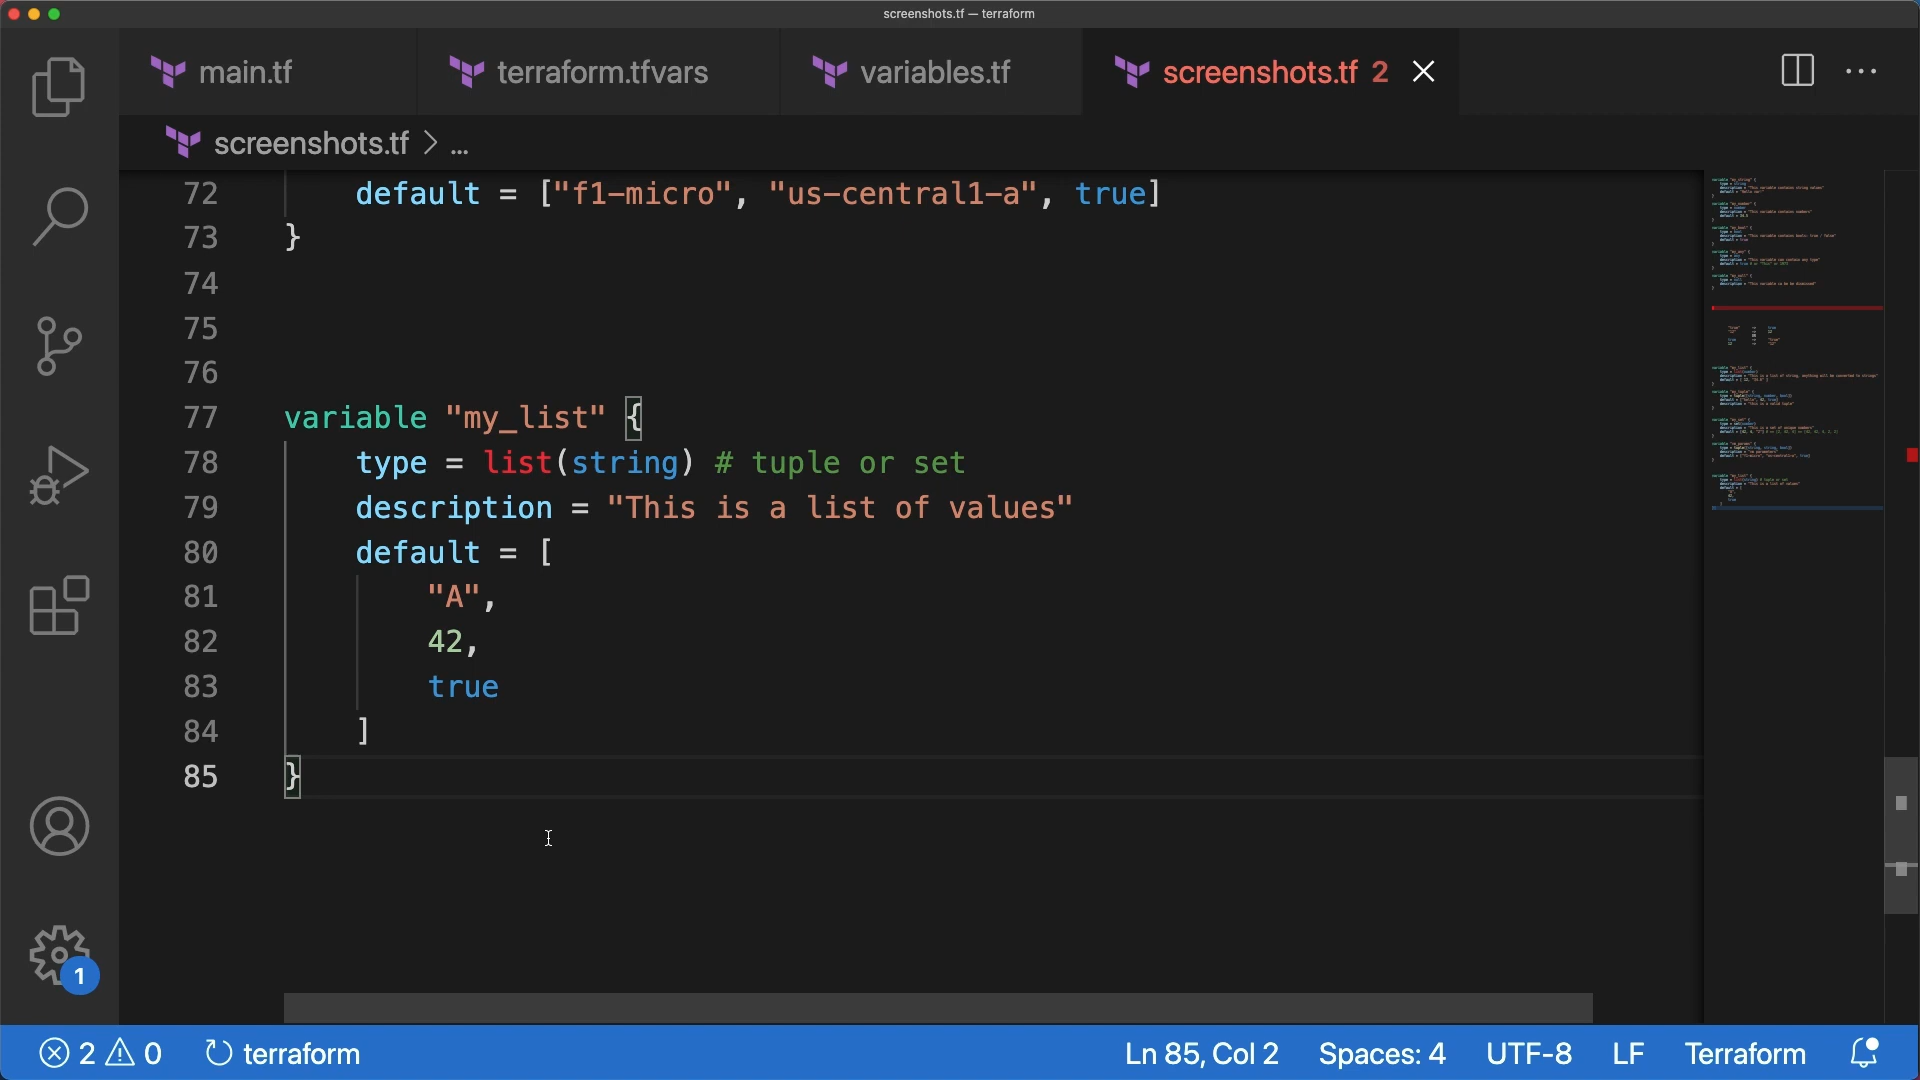 screenshots.tf — terraform
main.tf
terraform.tfvars
variables.tf
screenshots.tf 2
screenshots.tf > ...
72 default = ["f1-micro", "us-central1-a", true]
73 }
74
75
76
77 variable "my_list" {
78 type = list(string) # tuple or set
79 description = "This is a list of values"
80 default = [
81 "A",
82 42,
83 true
84 ]
85 }
1
2 0 terraform
Ln 85, Col 2 Spaces: 4 UTF-8 LF Terraform